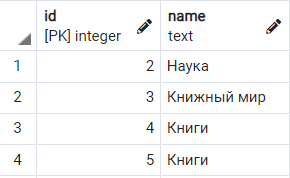 id name
[PK] integer text
1 2 Наука
2 3 Книжный мир
3 4 Книги
4 5 Книги